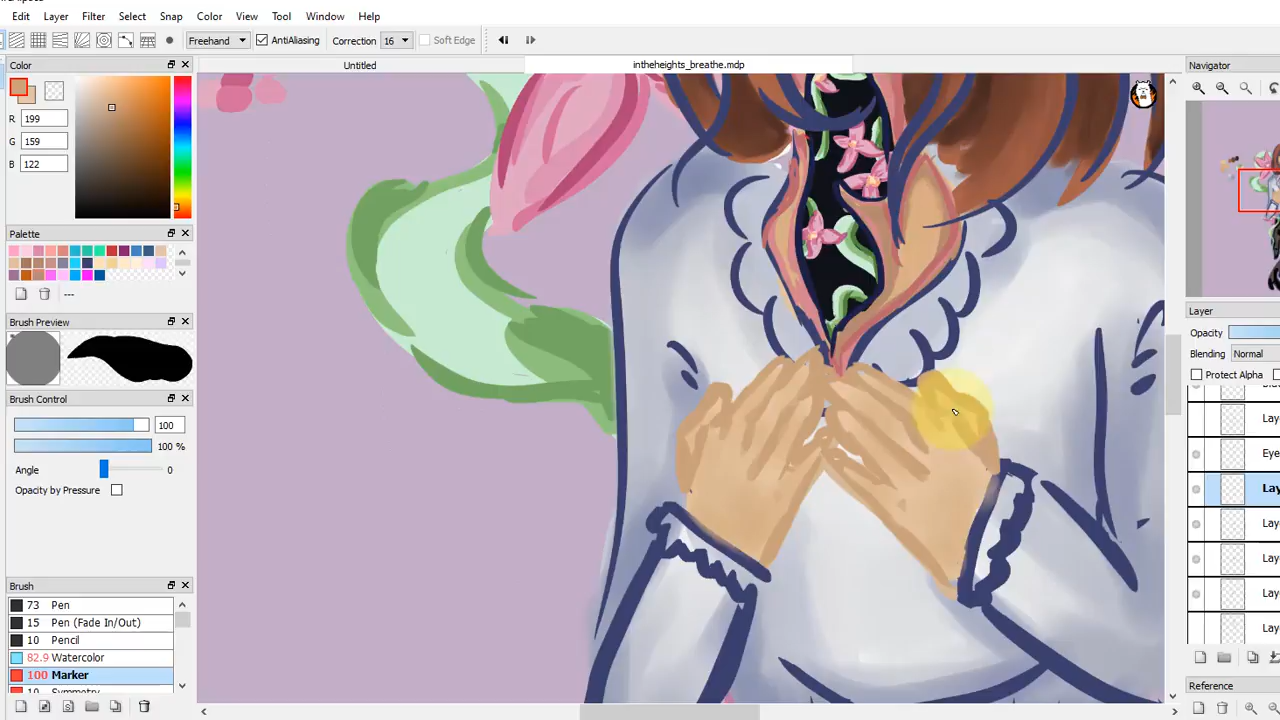 Edit Layer Filter Select Snap Color View Tool Window Help
Freehand AntiAliasing Correction 16 Soft Edge
Color Untitled intheheights_breathe.mdp Navigator
R 199
G 159
B 122
Palette
---
Brush Preview
Layer
Opacity
Blending Normal
Protect Alpha
Brush Control
100
100 %
Angle 0
Opacity by Pressure
Eye
Brush
73 Pen
15 Pen (Fade In/Out)
10 Pencil
82.9 Watercolor
100 Marker
10 Symmetry
Reference